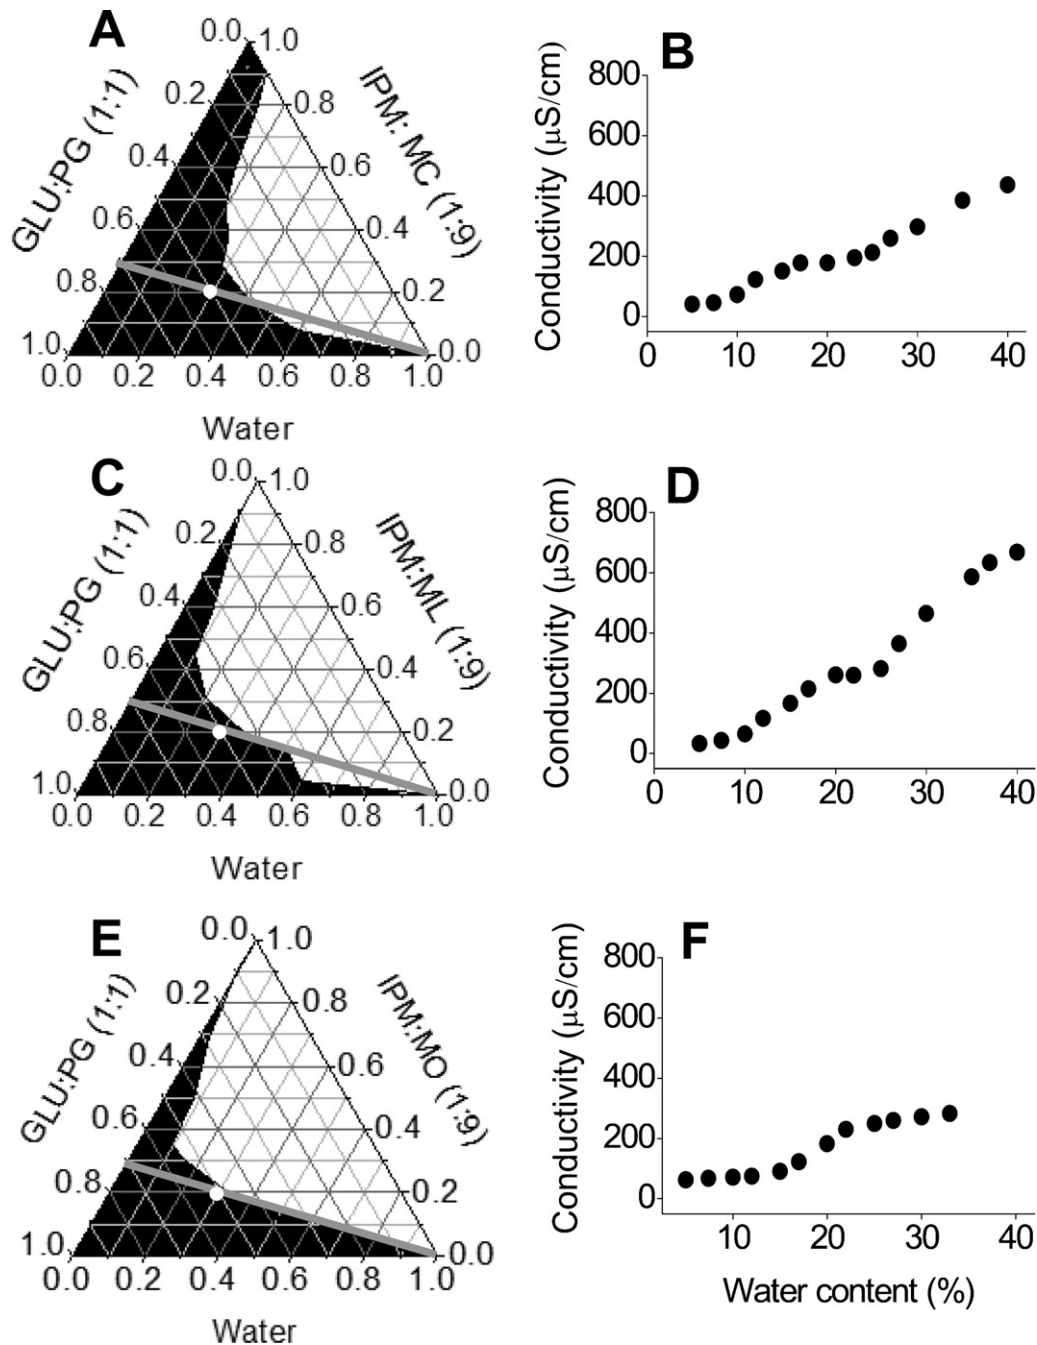 A
0.0 1.0
0.2 0.8
0.4 0.6
0.6 0.4
0.8 0.2
1.0 0.0
0.0 0.2 0.4 0.6 0.8 1.0
GLU:PG (1:1)
IPM: MC (1:9)
Water
B
Conductivity (μS/cm)
800
600
400
200
0
0 10 20 30 40
C
0.0 1.0
0.2 0.8
0.4 0.6
0.6 0.4
0.8 0.2
1.0 0.0
0.0 0.2 0.4 0.6 0.8 1.0
GLU:PG (1:1)
IPM:ML (1:9)
Water
D
Conductivity (μS/cm)
800
600
400
200
0
0 10 20 30 40
E
0.0 1.0
0.2 0.8
0.4 0.6
0.6 0.4
0.8 0.2
1.0 0.0
0.0 0.2 0.4 0.6 0.8 1.0
GLU:PG (1:1)
IPM:MO (1:9)
Water
F
Conductivity (μS/cm)
800
600
400
200
0
10 20 30 40
Water content (%)